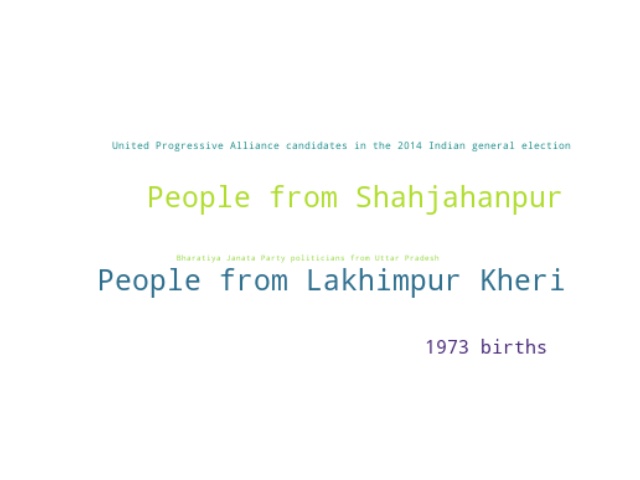 United Progressive Alliance candidates in the 2014 Indian general election
People from Shahjahanpur
Bharatiya Janata Party politicians from Uttar Pradesh
People from Lakhimpur Kheri
1973 births